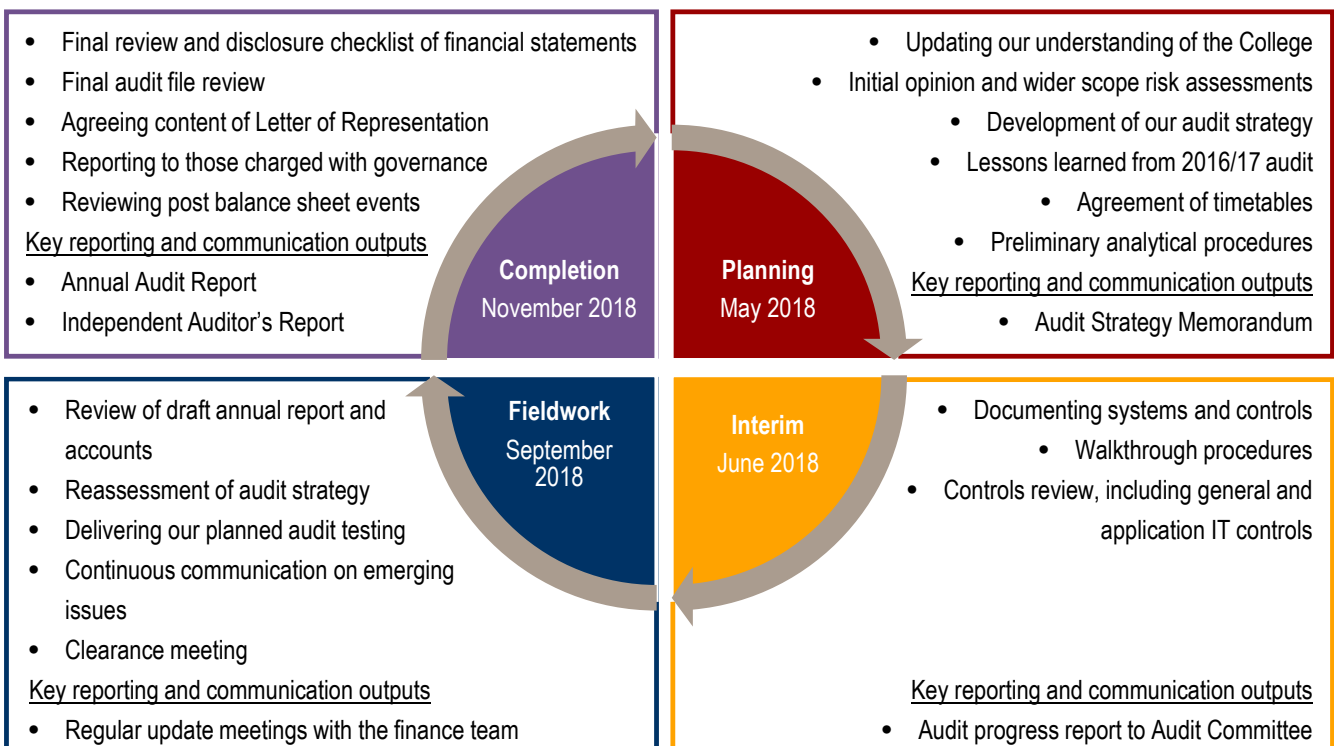 • Final review and disclosure checklist of financial statements
• Final audit file review
• Agreeing content of Letter of Representation
• Reporting to those charged with governance
• Reviewing post balance sheet events
Key reporting and communication outputs
• Annual Audit Report
• Independent Auditor’s Report
Completion
November 2018
• Updating our understanding of the College
• Initial opinion and wider scope risk assessments
• Development of our audit strategy
• Lessons learned from 2016/17 audit
• Agreement of timetables
• Preliminary analytical procedures
Key reporting and communication outputs
• Audit Strategy Memorandum
Planning
May 2018
• Review of draft annual report and
accounts
• Reassessment of audit strategy
• Delivering our planned audit testing
• Continuous communication on emerging
issues
• Clearance meeting
Key reporting and communication outputs
• Regular update meetings with the finance team
Fieldwork
September
2018
Interim
June 2018
• Documenting systems and controls
• Walkthrough procedures
• Controls review, including general and
application IT controls
Key reporting and communication outputs
• Audit progress report to Audit Committee